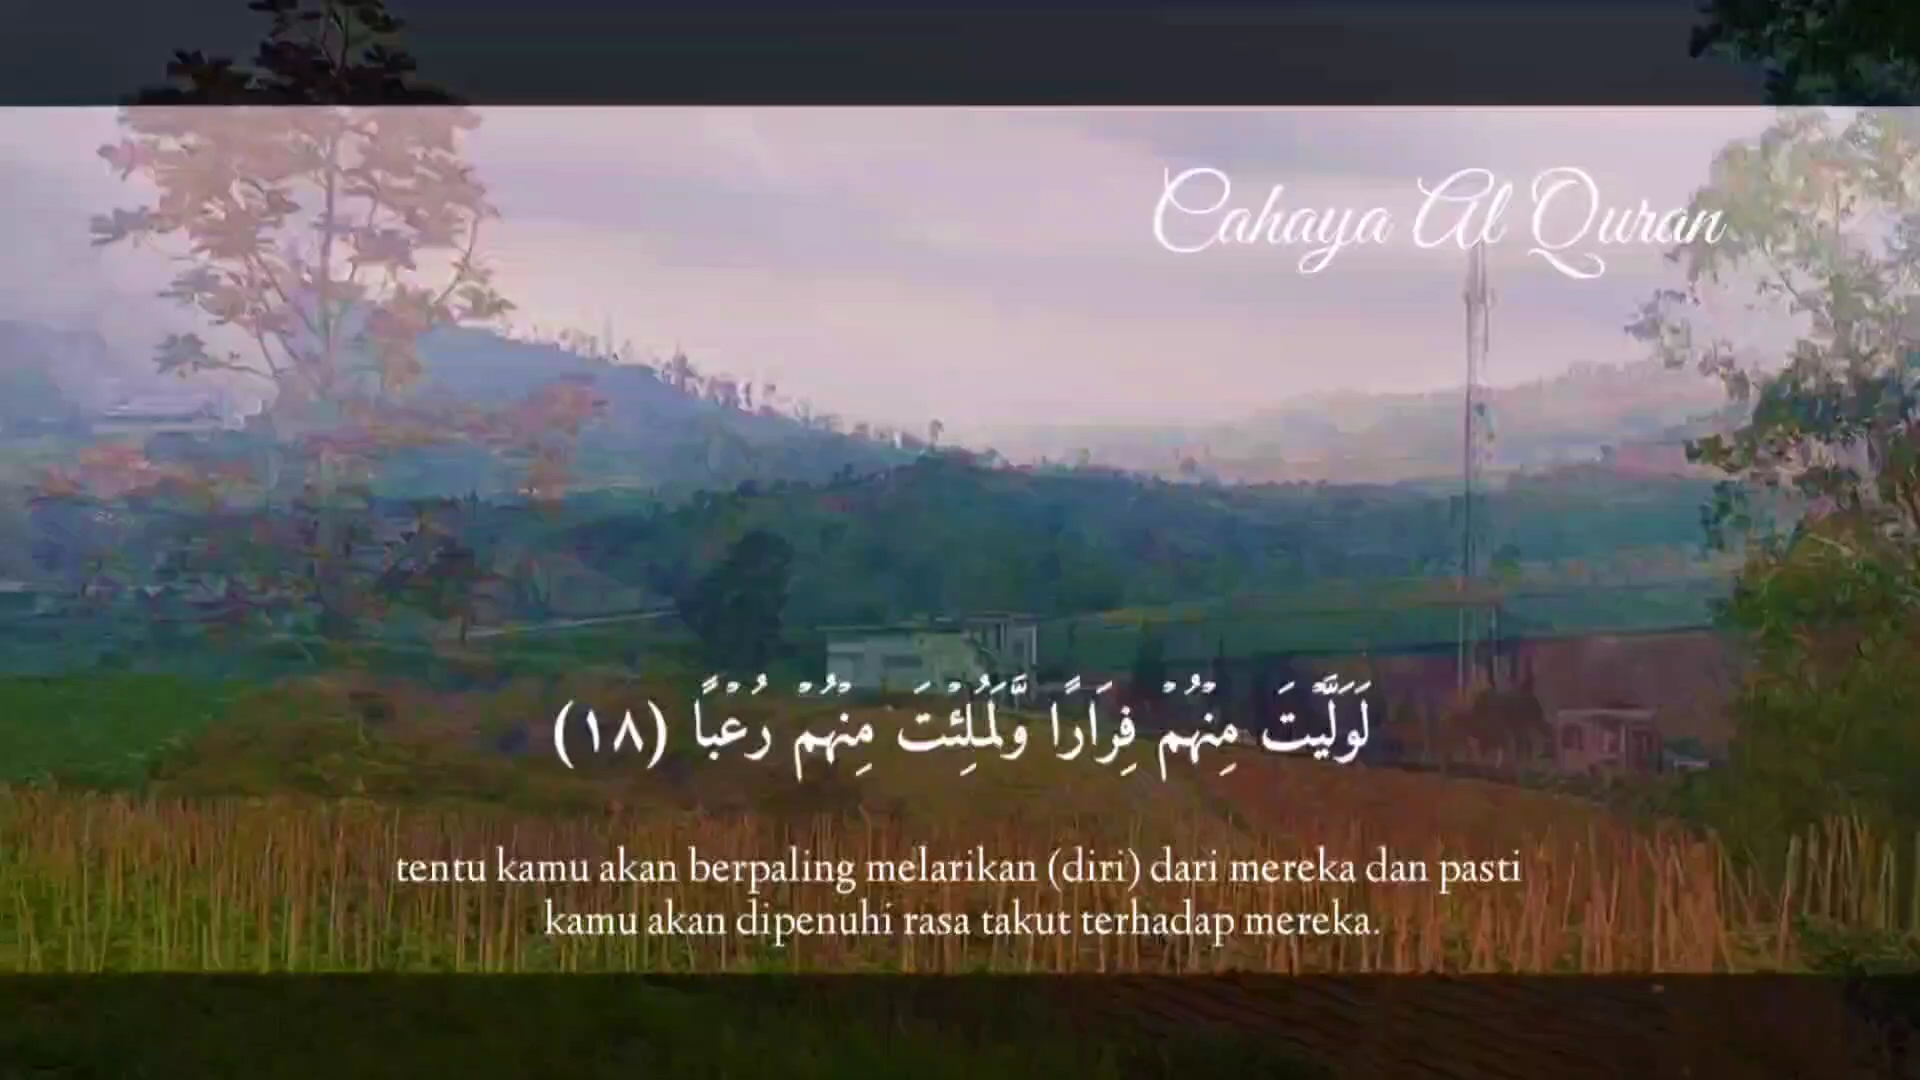 Cahaya Al Quran
لَوَلَّيْتَ مِنْهُمْ فِرَارًا وَّلَمُلِئْتَ مِنْهُمْ رُعْبًا (١٨)
tentu kamu akan berpaling melarikan (diri) dari mereka dan pasti
kamu akan dipenuhi rasa takut terhadap mereka.